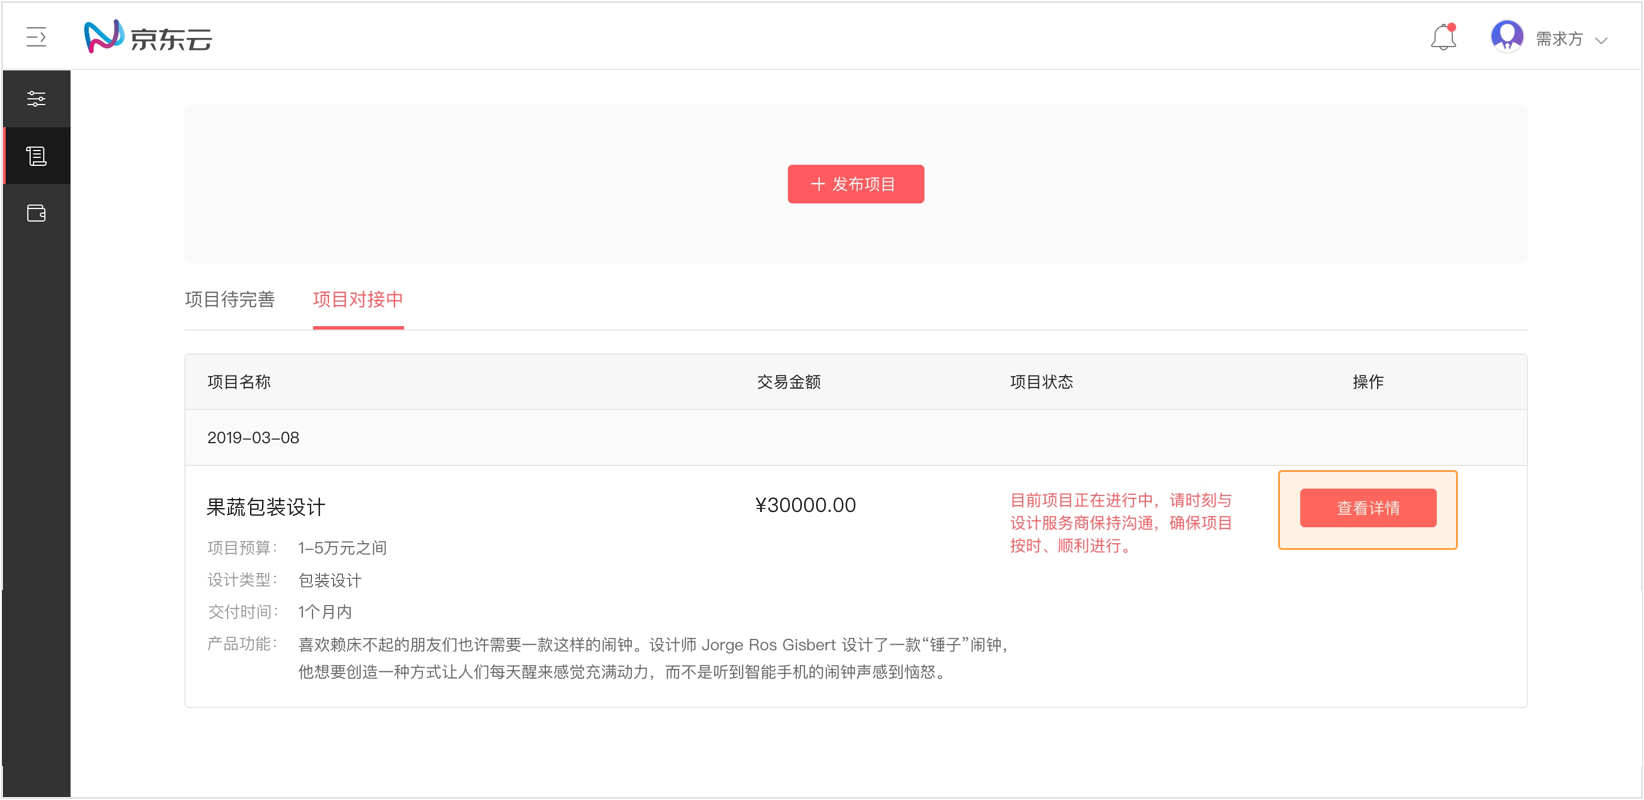 京东云
需求方
+ 发布项目
项目待完善 项目对接中
项目名称 交易金额 项目状态 操作
2019-03-08
果蔬包装设计 ¥30000.00
目前项目正在进行中，请时刻与
设计服务商保持沟通，确保项目
按时、顺利进行。
查看详情
项目预算： 1-5万元之间
设计类型： 包装设计
交付时间： 1个月内
产品功能： 喜欢赖床不起的朋友们也许需要一款这样的闹钟。设计师 Jorge Ros Gisbert 设计了一款“锤子”闹钟，
他想要创造一种方式让人们每天醒来感觉充满动力，而不是听到智能手机的闹钟声感到恼怒。